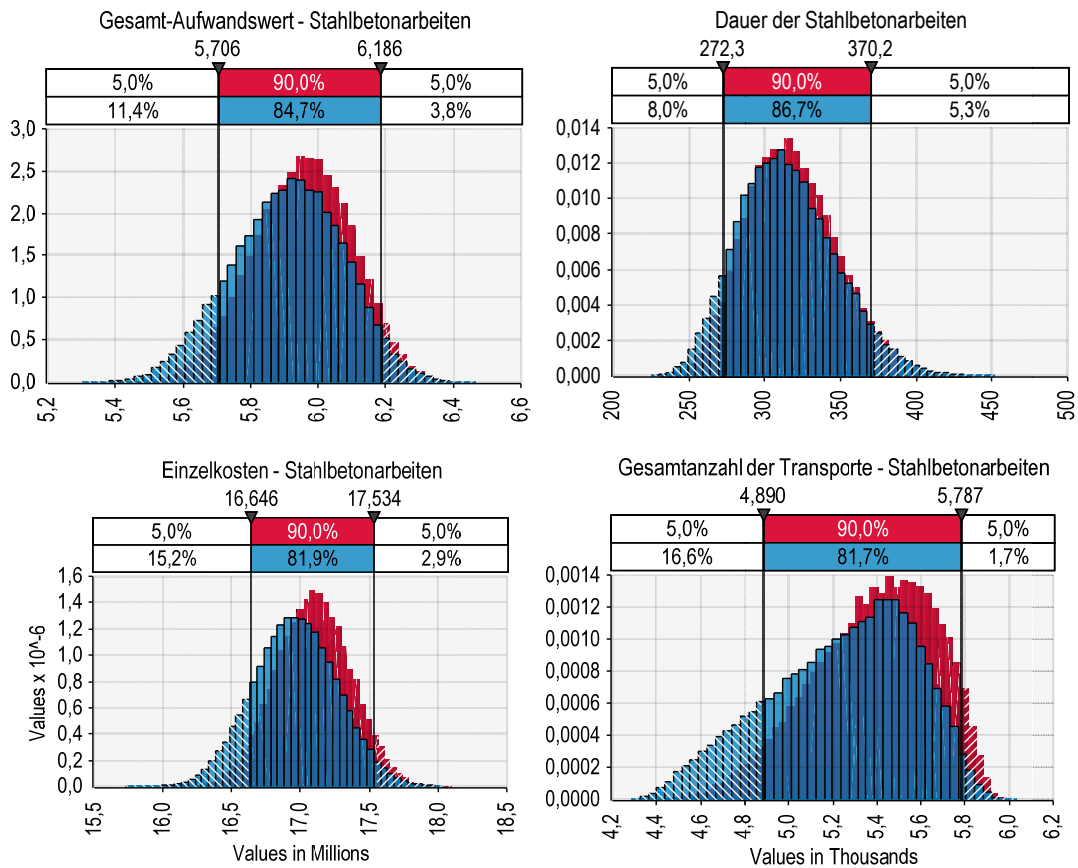 Gesamt-Aufwandswert - Stahlbetonarbeiten
5,706 6,186
5,0% 90,0% 5,0%
11,4% 84,7% 3,8%
3,0
2,5
2,0
1,5
1,0
0,5
0,0
5,2 5,4 5,6 5,8 6,0 6,2 6,4 6,6
Dauer der Stahlbetonarbeiten
272,3 370,2
5,0% 90,0% 5,0%
8,0% 86,7% 5,3%
0,014
0,012
0,010
0,008
0,006
0,004
0,002
0,000
200 250 300 350 400 450 500
Einzelkosten - Stahlbetonarbeiten
16,646 17,534
5,0% 90,0% 5,0%
15,2% 81,9% 2,9%
1,6
1,4
1,2
1,0
0,8
0,6
0,4
0,2
0,0
Values x 10^-6
15,5 16,0 16,5 17,0 17,5 18,0 18,5
Values in Millions
Gesamtanzahl der Transporte - Stahlbetonarbeiten
4,890 5,787
5,0% 90,0% 5,0%
16,6% 81,7% 1,7%
0,0014
0,0012
0,0010
0,0008
0,0006
0,0004
0,0002
0,0000
4,2 4,4 4,6 4,8 5,0 5,2 5,4 5,6 5,8 6,0 6,2
Values in Thousands